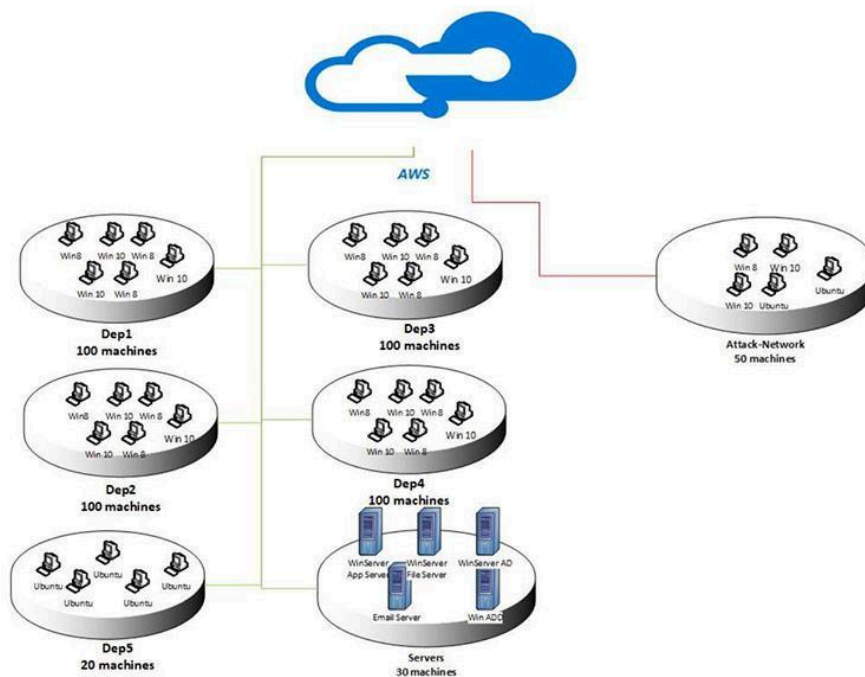 AWS
Win8
Win 10
Win 8
Win 10
Win 10
Win 8
Dep1
100 machines
Win8
Win 10
Win 8
Win 10
Win 10
Win 8
Dep3
100 machines
Win 8
Win 10
Ubuntu
Win 10
Ubuntu
Attack-Network
50 machines
Win8
Win 10
Win 8
Win 10
Win 10
Win 8
Dep2
100 machines
Win8
Win 10
Win 8
Win 10
Win 10
Win 8
Dep4
100 machines
Ubuntu
Ubuntu
Ubuntu
Ubuntu
Ubuntu
Dep5
20 machines
WinServer
App Server
WinServer
File Server
WinServer AD
Email Server
Win ADD
Servers
30 machines